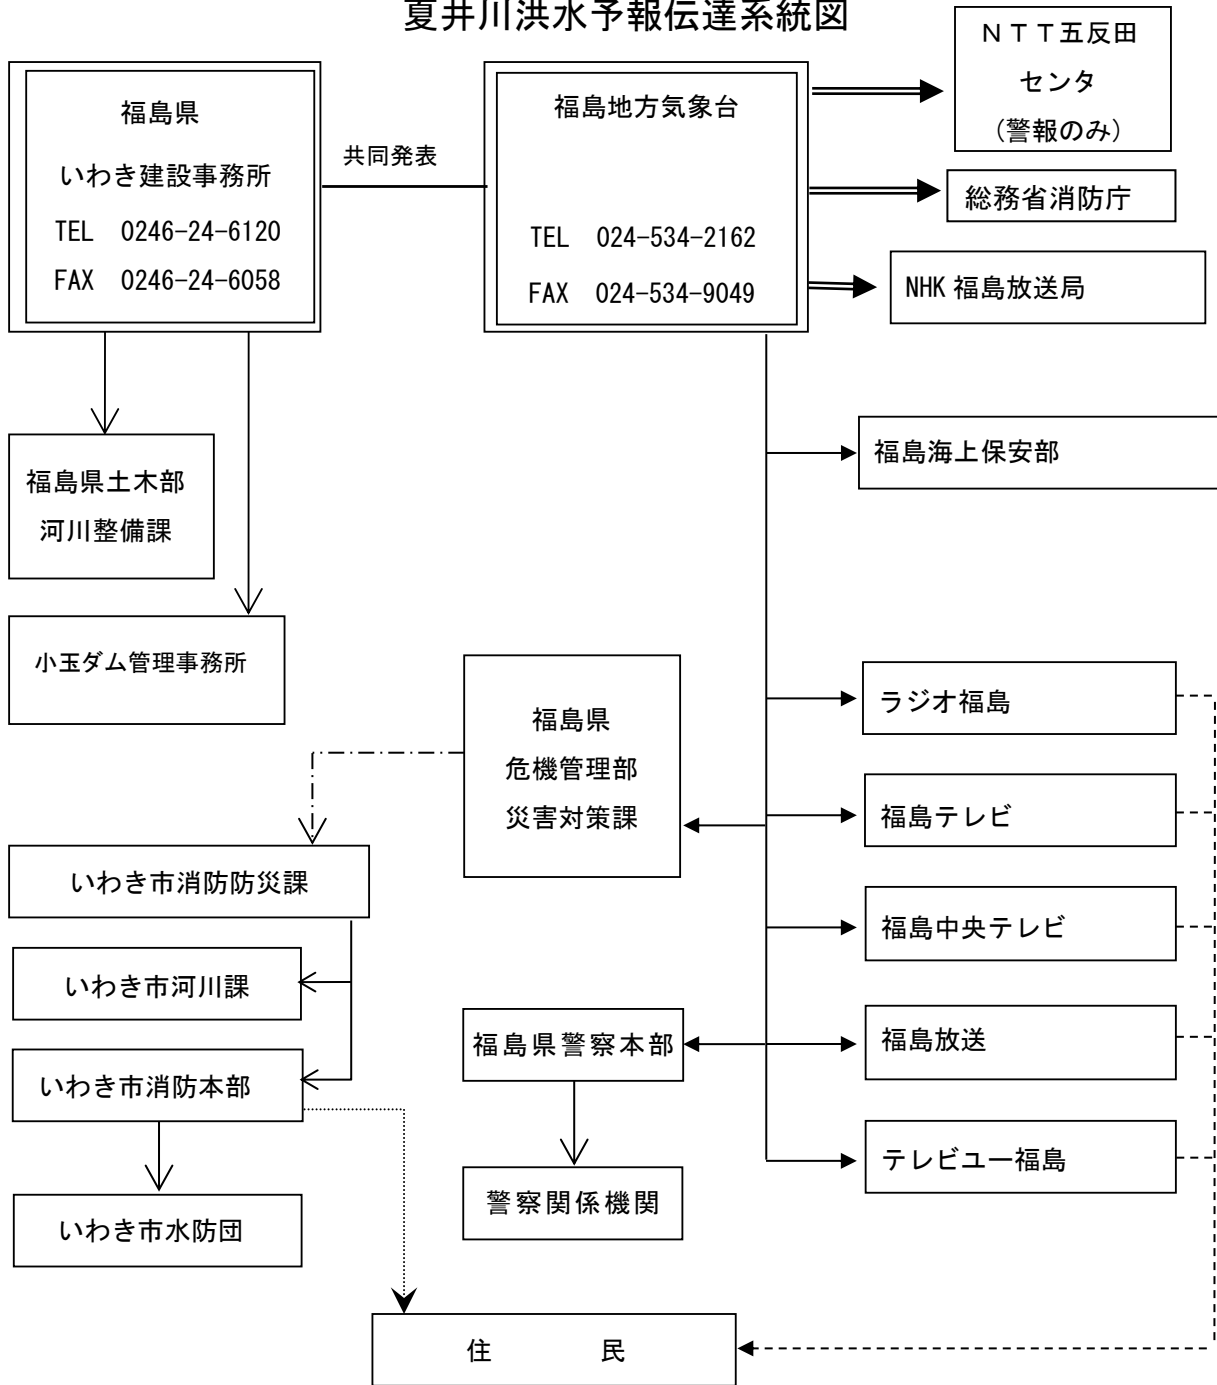 夏井川洪水予報伝達系統図
福島県
いわき建設事務所
TEL 0246-24-6120
FAX 0246-24-6058
共同発表
福島地方気象台
TEL 024-534-2162
FAX 024-534-9049
ＮＴＴ五反田
センタ
（警報のみ）
総務省消防庁
NHK福島放送局
福島海上保安部
福島県土木部
河川整備課
小玉ダム管理事務所
福島県
危機管理部
災害対策課
ラジオ福島
福島テレビ
福島中央テレビ
福島放送
テレビユー福島
いわき市消防防災課
いわき市河川課
いわき市消防本部
いわき市水防団
福島県警察本部
警察関係機関
住 民